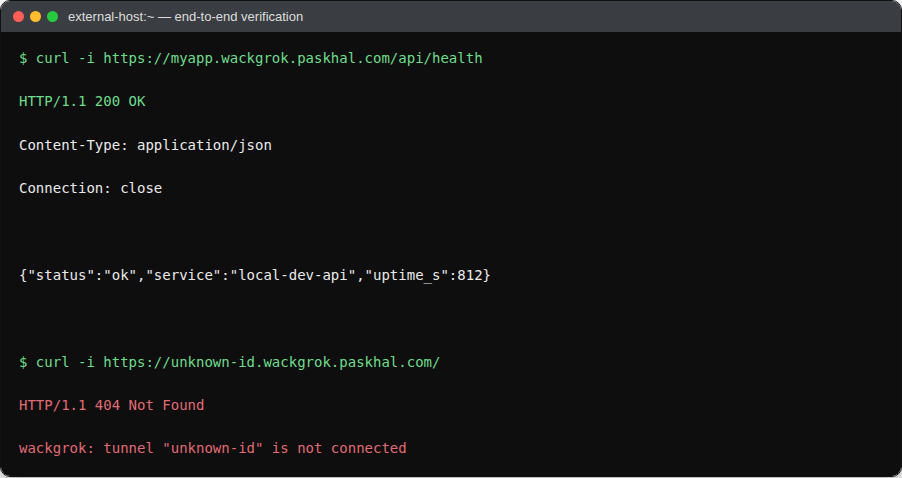 external-host:~ — end-to-end verification
$ curl -i https://myapp.wackgrok.paskhal.com/api/health
HTTP/1.1 200 OK
Content-Type: application/json
Connection: close
{"status":"ok","service":"local-dev-api","uptime_s":812}
$ curl -i https://unknown-id.wackgrok.paskhal.com/
HTTP/1.1 404 Not Found
wackgrok: tunnel "unknown-id" is not connected